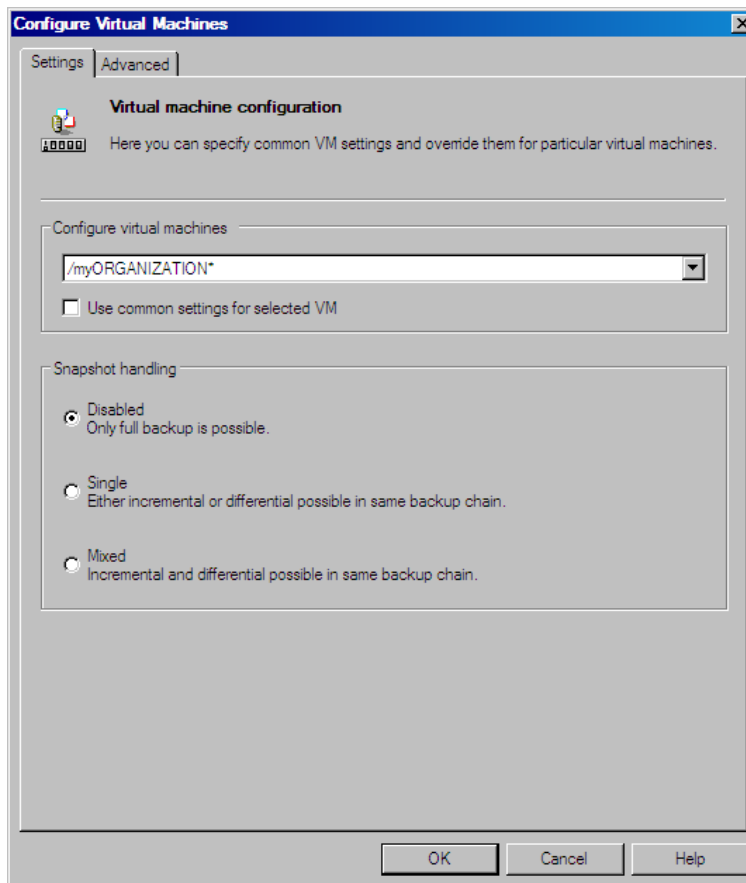 Configure Virtual Machines
Settings
Advanced
Virtual machine configuration
Here you can specify common VM settings and override them for particular virtual machines.
Configure virtual machines
/myORGANIZATION*
Use common settings for selected VM
Snapshot handling
Disabled
Only full backup is possible.
Single
Either incremental or differential possible in same backup chain.
Mixed
Incremental and differential possible in same backup chain.
OK
Cancel
Help